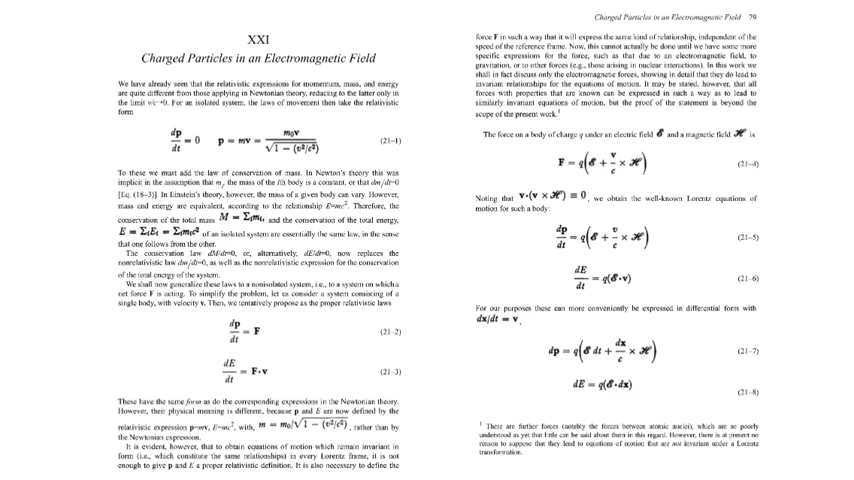 XXI
Charged Particles in an Electromagnetic Field
We have already seen that the relativistic expressions for momentum, mass, and energy
are quite different from those applying in Newtonian theory, reducing to the latter only in
the limit v/c→0. For an isolated system, the laws of movement then take the relativistic
form
dp/dt = 0 p = mv = m₀v/√1 − (v²/c²) (21–1)
To these we must add the law of conservation of mass. In Newton's theory this was
implicit in the assumption that mᵢ, the mass of the ith body is a constant, or that dmᵢ/dt=0
[Eq. (18–3)]. In Einstein's theory, however, the mass of a given body can vary. However,
mass and energy are equivalent, according to the relationship E=mc². Therefore, the
conservation of the total mass M = Σᵢmᵢ, and the conservation of the total energy,
E = ΣᵢEᵢ = Σᵢmᵢc² of an isolated system are essentially the same law, in the sense
that one follows from the other.
The conservation law dM/dt=0, or, alternatively, dE/dt=0, now replaces the
nonrelativistic law dmᵢ/dt=0, as well as the nonrelativistic expression for the conservation
of the total energy of the system.
We shall now generalize these laws to a nonisolated system, i.e., to a system on which a
net force F is acting. To simplify the problem, let us consider a system consisting of a
single body, with velocity v. Then, we tentatively propose as the proper relativistic laws
dp/dt = F (21–2)
dE/dt = F•v (21–3)
These have the same form as do the corresponding expressions in the Newtonian theory.
However, their physical meaning is different, because p and E are now defined by the
relativistic expression p=mv, E=mc², with, m = m₀/√1 − (v²/c²), rather than by
the Newtonian expression.
It is evident, however, that to obtain equations of motion which remain invariant in
form (i.e., which constitute the same relationships) in every Lorentz frame, it is not
enough to give p and E a proper relativistic definition. It is also necessary to define the
Charged Particles in an Electromagnetic Field 79
force F in such a way that it will express the same kind of relationship, independent of the
speed of the reference frame. Now, this cannot actually be done until we have some more
specific expressions for the force, such as that due to an electromagnetic field, to
gravitation, or to other forces (e.g., those arising in nuclear interactions). In this work we
shall in fact discuss only the electromagnetic forces, showing in detail that they do lead to
invariant relationships for the equations of motion. It may be stated, however, that all
forces with properties that are known can be expressed in such a way as to lead to
similarly invariant equations of motion, but the proof of the statement is beyond the
scope of the present work.¹
The force on a body of charge q under an electric field ℰ and a magnetic field ℋ is
F = q(ℰ + v/c × ℋ) (21–4)
Noting that v•(v × ℋ) ≡ 0, we obtain the well-known Lorentz equations of
motion for such a body:
dp/dt = q(ℰ + v/c × ℋ) (21–5)
dE/dt = q(ℰ•v) (21–6)
For our purposes these can more conveniently be expressed in differential form with
dx/dt = v,
dp = q(ℰ dt + dx/c × ℋ) (21–7)
dE = q(ℰ•dx) (21–8)
¹ There are further forces (notably the forces between atomic nuclei), which are so poorly
understood as yet that little can be said about them in this regard. However, there is at present no
reason to suppose that they lead to equations of motion that are not invariant under a Lorentz
transformation.